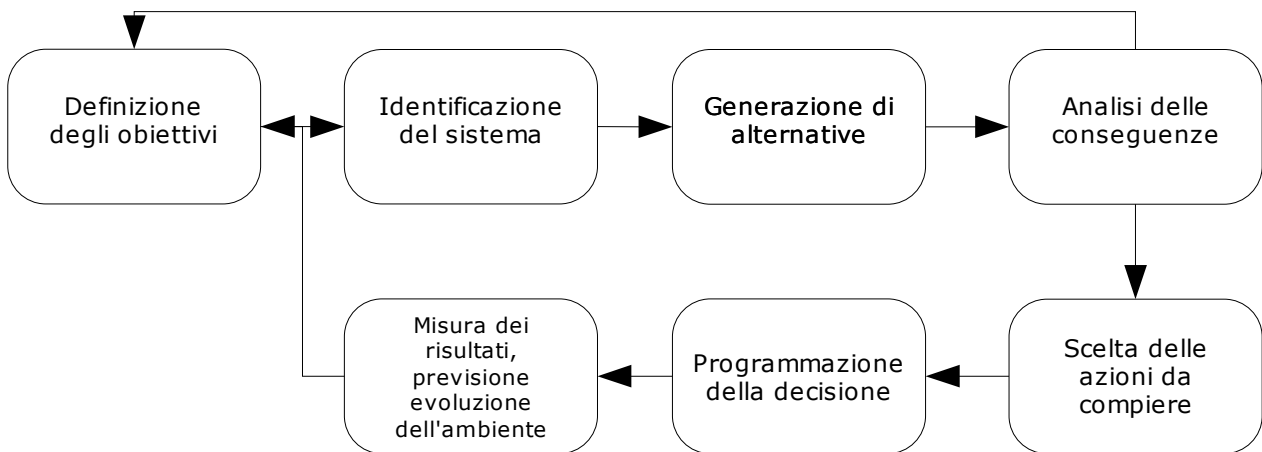 Definizione
degli obiettivi
Identificazione
del sistema
Generazione di
alternative
Analisi delle
conseguenze
Misura dei
risultati,
previsione
evoluzione
dell'ambiente
Programmazione
della decisione
Scelta delle
azioni da
compiere